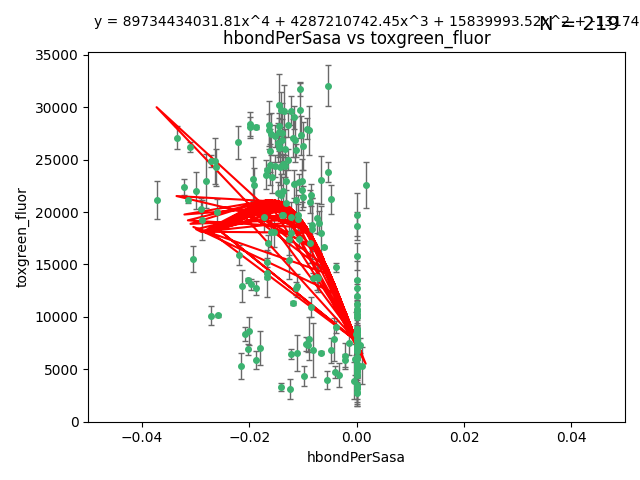 y = 89734434031.81x^4 + 4287210742.45x^3 + 15839993.52x^2 +
N = 219
hbondPerSasa vs toxgreen_fluor
35000
30000
25000
20000
15000
10000
5000
0
toxgreen_fluor
−0.04
−0.02
0.00
0.02
0.04
hbondPerSasa